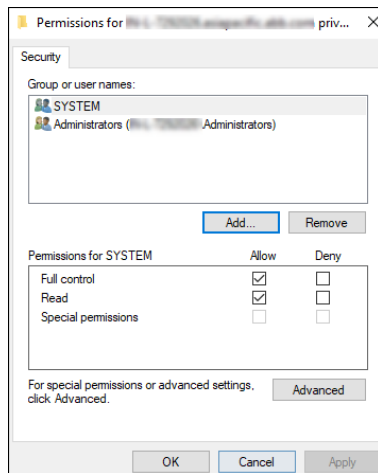 Permissions for priv...
Security
Group or user names:
SYSTEM
Administrators ( Administrators)
Add...
Remove
Permissions for SYSTEM Allow Deny
Full control
Read
Special permissions
For special permissions or advanced settings,
click Advanced.
Advanced
OK
Cancel
Apply